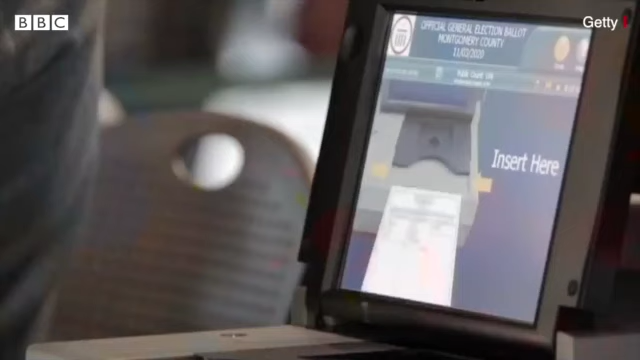 BBC
Getty
OFFICIAL GENERAL ELECTION BALLOT
MONTGOMERY COUNTY
11/03/2020
Public Count
Insert Here